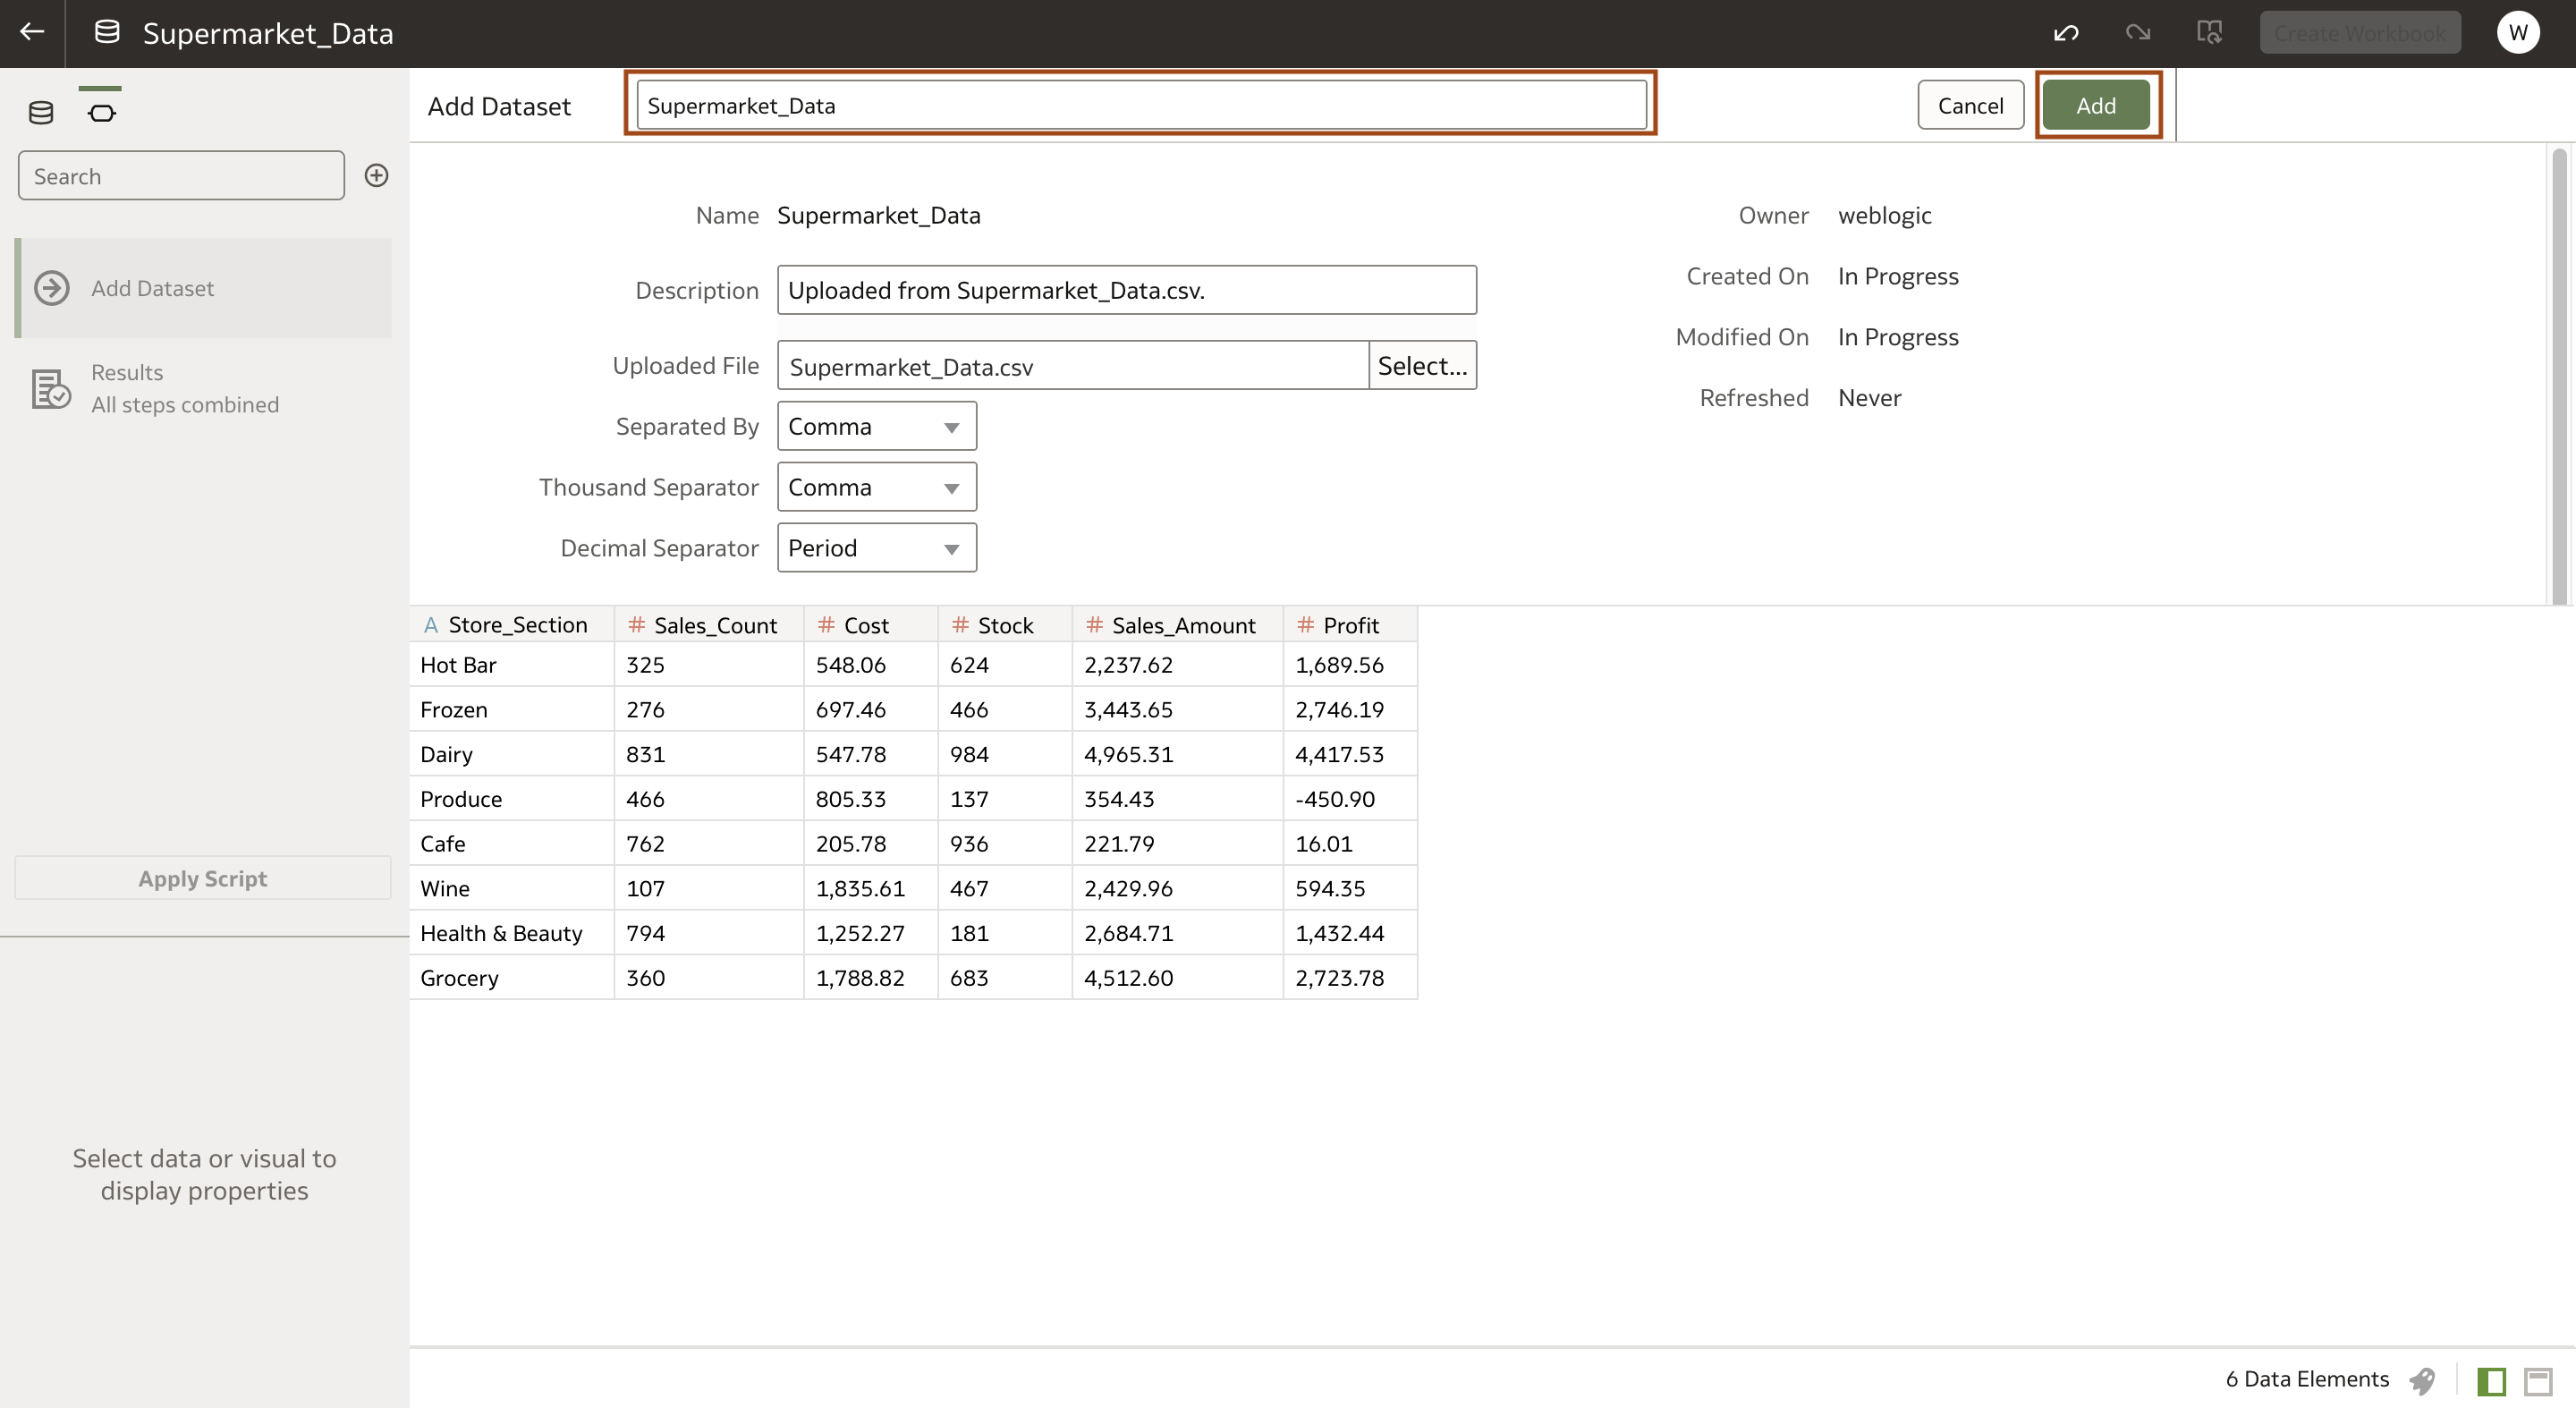 Supermarket_Data
Create Workbook
W
Add Dataset
Supermarket_Data
Cancel
Add
Search
Add Dataset
Results
All steps combined
Apply Script
Select data or visual to
display properties
Name Supermarket_Data
Description Uploaded from Supermarket_Data.csv.
Uploaded File Supermarket_Data.csv Select...
Separated By Comma
Thousand Separator Comma
Decimal Separator Period
Owner weblogic
Created On In Progress
Modified On In Progress
Refreshed Never
A Store_Section # Sales_Count # Cost # Stock # Sales_Amount # Profit
Hot Bar 325 548.06 624 2,237.62 1,689.56
Frozen 276 697.46 466 3,443.65 2,746.19
Dairy 831 547.78 984 4,965.31 4,417.53
Produce 466 805.33 137 354.43 -450.90
Cafe 762 205.78 936 221.79 16.01
Wine 107 1,835.61 467 2,429.96 594.35
Health & Beauty 794 1,252.27 181 2,684.71 1,432.44
Grocery 360 1,788.82 683 4,512.60 2,723.78
6 Data Elements